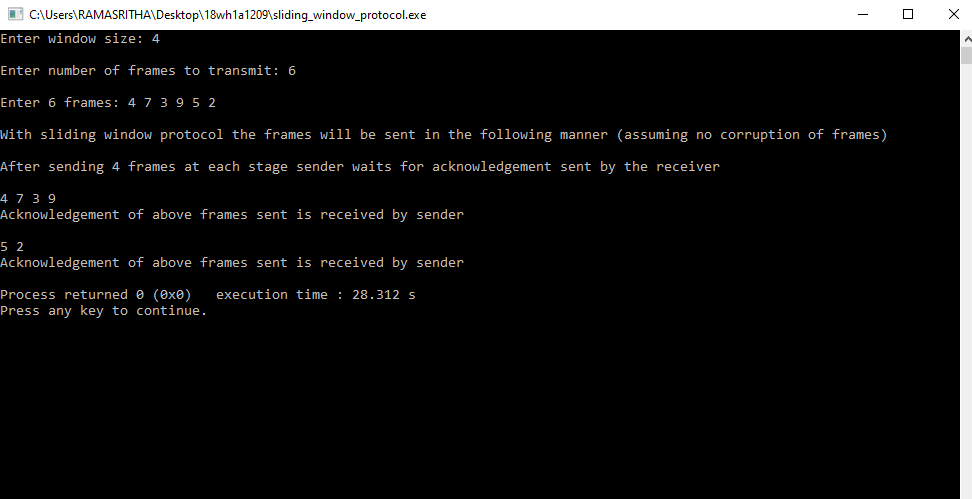 C:\Users\RAMASRITHA\Desktop\18wh1a1209\sliding_window_protocol.exe
Enter window size: 4
Enter number of frames to transmit: 6
Enter 6 frames: 4 7 3 9 5 2
With sliding window protocol the frames will be sent in the following manner (assuming no corruption of frames)
After sending 4 frames at each stage sender waits for acknowledgement sent by the receiver
4 7 3 9
Acknowledgement of above frames sent is received by sender
5 2
Acknowledgement of above frames sent is received by sender
Process returned 0 (0x0)   execution time : 28.312 s
Press any key to continue.